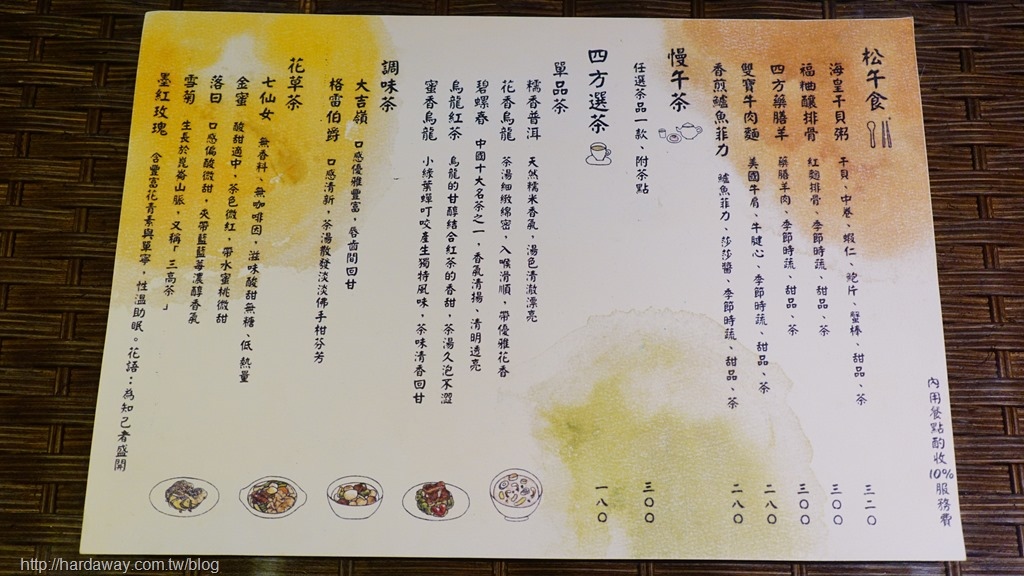 松午食
海皇干貝粥 干貝、中卷、蝦仁、鮑片、蟹棒、甜品、茶 三二〇
福柚釀排骨 紅麴排骨、季節時蔬、甜品、茶 三〇〇
四方藥膳羊 藥膳羊肉、季節時蔬、甜品、茶 三〇〇
雙寶牛肉麵 美國牛肩、牛腱心、季節時蔬、甜品、茶 二八〇
香煎鱸魚菲力 鱸魚菲力、莎莎醬、季節時蔬、甜品、茶 二八〇
慢午茶
任選茶品一款、附茶點 三〇〇
四方選茶 一八〇
單品茶
糯香普洱 天然糯米香氣，湯色清澈漂亮
花香烏龍 茶湯細緻綿密，入喉滑順，帶優雅花香
碧螺春 中國十大名茶之一，香氣清揚、清明透亮
烏龍紅茶 烏龍的甘醇結合紅茶的香甜，茶湯久泡不澀
蜜香烏龍 小綠葉蟬叮咬產生獨特風味，茶味清香回甘
調味茶
大吉嶺 口感優雅豐富，唇齒間回甘
格雷伯爵 口感清新，茶湯散發淡淡佛手柑芬芳
花草茶
七仙女 無香料、無咖啡因，滋味酸甜無糖 低熱量
金蜜 酸甜適中，茶色微紅，帶水蜜桃微甜
落日 口感偏酸微甜，夾帶藍藍莓濃醇香氣
雪菊 生長於崑崙山脈，又稱「三高茶」
墨紅玫瑰 含豐富花青素與單寧，性溫助眠。花語：為知己者盛開
內用餐點酌收10%服務費
http://hardaway.com.tw/blog